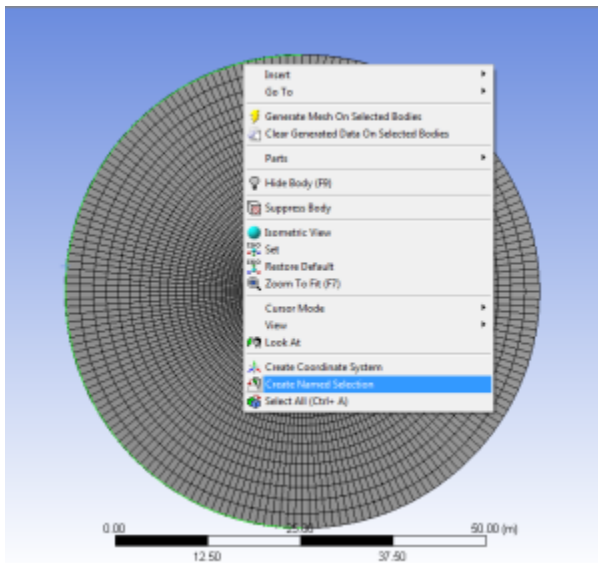 Insert
Go To
Generate Mesh On Selected Bodies
Clear Generated Data On Selected Bodies
Parts
Hide Body (F9)
Suppress Body
Isometric View
ISO Set
ISO Restore Default
Zoom To Fit (F7)
Cursor Mode
View
Look At
Create Coordinate System
Create Named Selection
Select All (Ctrl+ A)
0.00 25.00 50.00 (m)
12.50 37.50